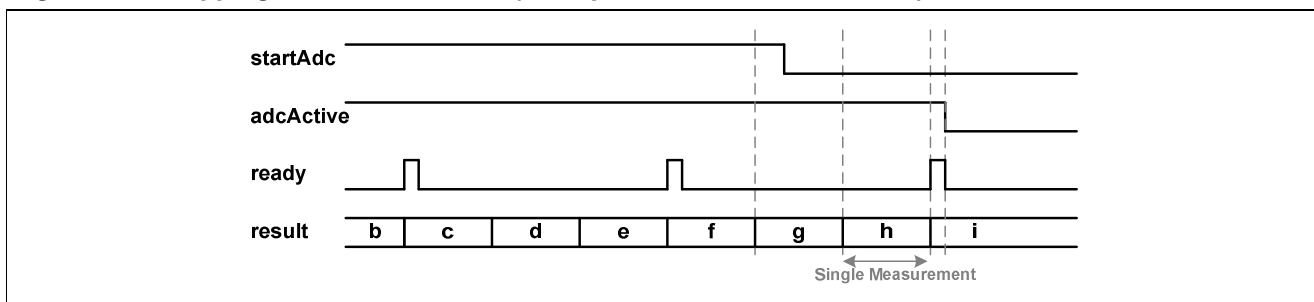 startAdc
adcActive
ready
result b c d e f g h i
Single Measurement